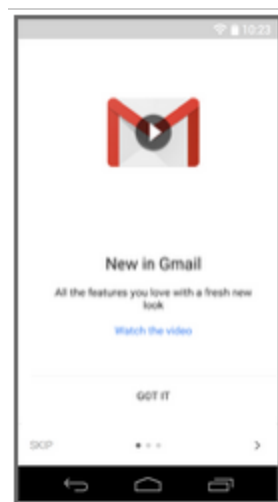 10:23
New in Gmail
All the features you love with a fresh new
look
Watch the video
GOT IT
SKIP